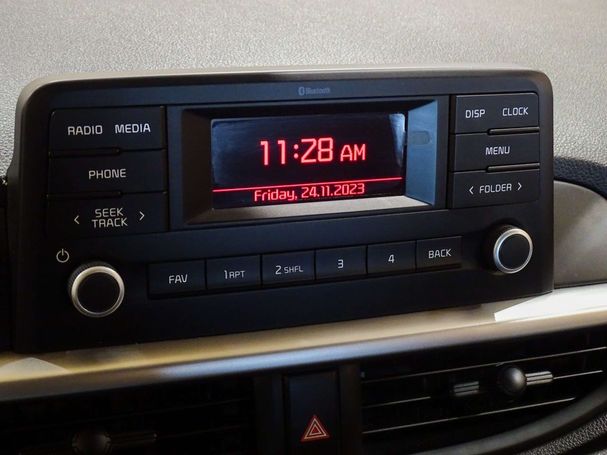 Bluetooth
RADIO MEDIA
PHONE
< SEEK TRACK >
11:28 AM
Friday, 24.11.2023
DISP CLOCK
MENU
< FOLDER >
FAV 1 RPT 2 SHFL 3 4 BACK